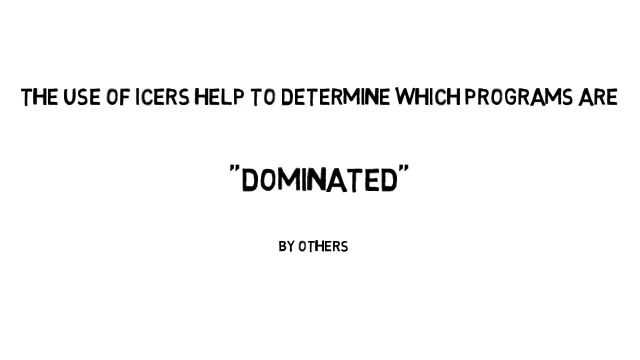 THE USE OF ICERS HELP TO DETERMINE WHICH PROGRAMS ARE
"DOMINATED"
BY OTHERS